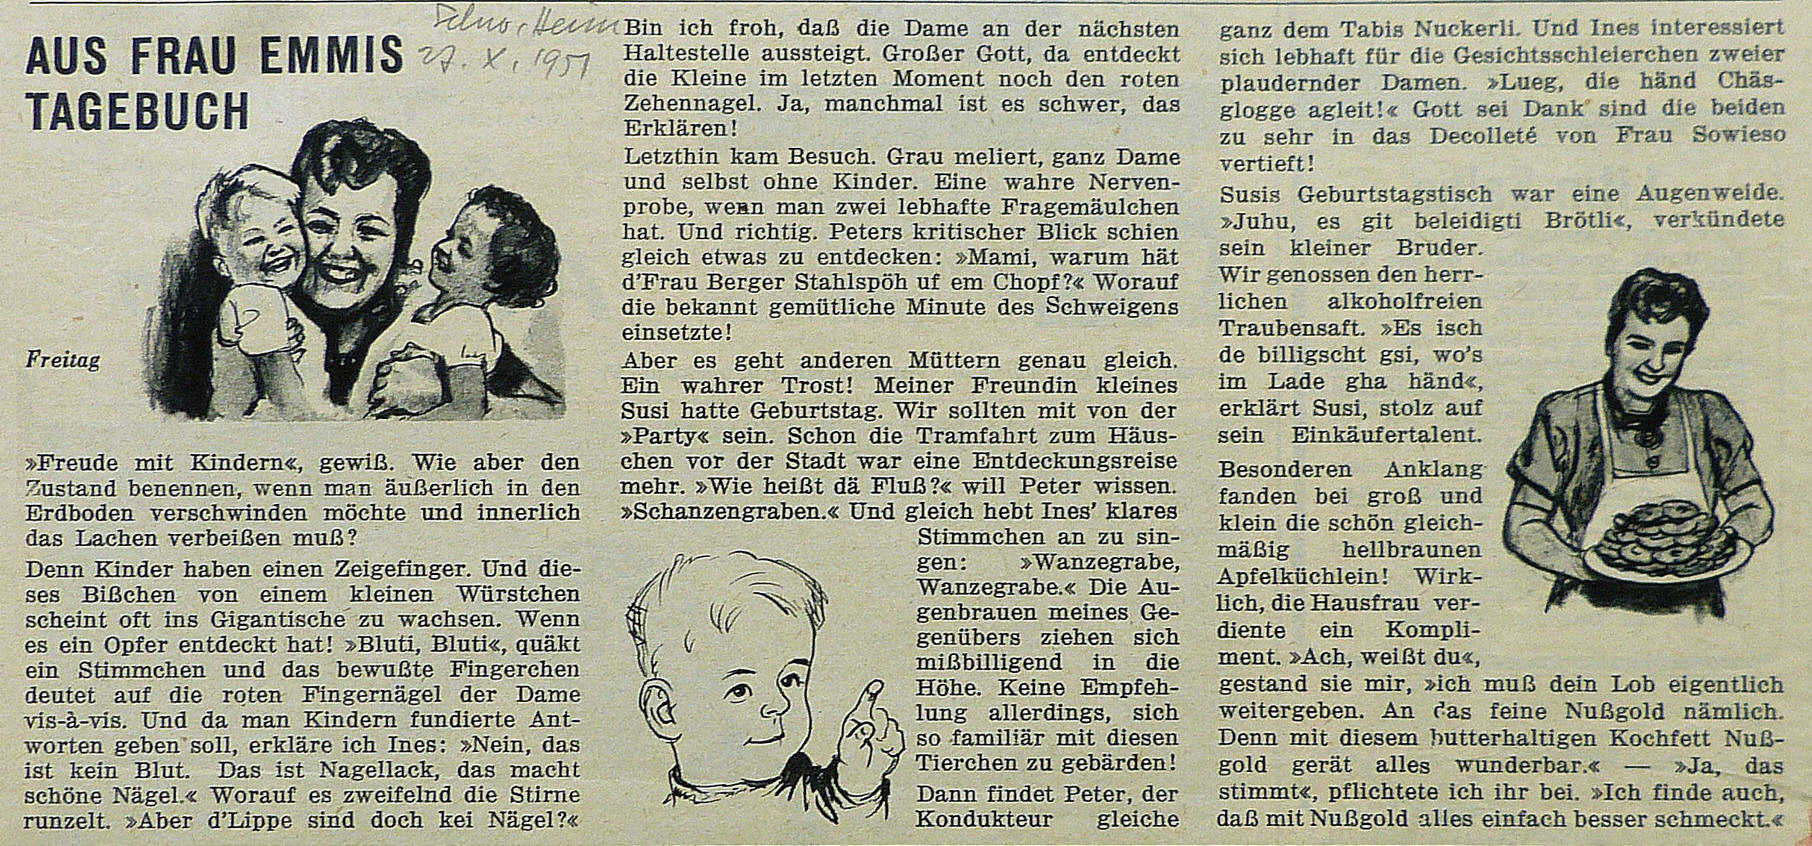 AUS FRAU EMMIS
TAGEBUCH
Heim
27. X. 1951
Freitag
»Freude mit Kindern«, gewiß. Wie aber den
Zustand benennen, wenn man äußerlich in den
Erdboden verschwinden möchte und innerlich
das Lachen verbeißen muß?
Denn Kinder haben einen Zeigefinger. Und die-
ses Bißchen von einem kleinen Würstchen
scheint oft ins Gigantische zu wachsen. Wenn
es ein Opfer entdeckt hat! »Bluti, Bluti«, quäkt
ein Stimmchen und das bewußte Fingerchen
deutet auf die roten Fingernägel der Dame
vis-à-vis. Und da man Kindern fundierte Ant-
worten geben soll, erkläre ich Ines: »Nein, das
ist kein Blut. Das ist Nagellack, das macht
schöne Nägel.« Worauf es zweifelnd die Stirne
runzelt. »Aber d'Lippe sind doch kei Nägel?«
Bin ich froh, daß die Dame an der nächsten
Haltestelle aussteigt. Großer Gott, da entdeckt
die Kleine im letzten Moment noch den roten
Zehennagel. Ja, manchmal ist es schwer, das
Erklären!
Letzthin kam Besuch. Grau meliert, ganz Dame
und selbst ohne Kinder. Eine wahre Nerven-
probe, wenn man zwei lebhafte Fragemäulchen
hat. Und richtig. Peters kritischer Blick schien
gleich etwas zu entdecken: »Mami, warum hät
d'Frau Berger Stahlspöh uf em Chopf?« Worauf
die bekannt gemütliche Minute des Schweigens
einsetzte!
Aber es geht anderen Müttern genau gleich.
Ein wahrer Trost! Meiner Freundin kleines
Susi hatte Geburtstag. Wir sollten mit von der
»Party« sein. Schon die Tramfahrt zum Häus-
chen vor der Stadt war eine Entdeckungsreise
mehr. »Wie heißt dä Fluß?« will Peter wissen.
»Schanzengraben.« Und gleich hebt Ines' klares
Stimmchen an zu sin-
gen: »Wanzegrabe,
Wanzegrabe.« Die Au-
genbrauen meines Ge-
genübers ziehen sich
mißbilligend in die
Höhe. Keine Empfeh-
lung allerdings, sich
so familiär mit diesen
Tierchen zu gebärden!
Dann findet Peter, der
Kondukteur gleiche
ganz dem Tabis Nuckerli. Und Ines interessiert
sich lebhaft für die Gesichtsschleierchen zweier
plaudernder Damen. »Lueg, die händ Chäs-
glogge agleit!« Gott sei Dank sind die beiden
zu sehr in das Decolleté von Frau Sowieso
vertieft!
Susis Geburtstagstisch war eine Augenweide.
»Juhu, es git beleidigti Brötli«, verkündete
sein kleiner Bruder.
Wir genossen den herr-
lichen alkoholfreien
Traubensaft. »Es isch
de billigscht gsi, wo's
im Lade gha händ«,
erklärt Susi, stolz auf
sein Einkäufertalent.
Besonderen Anklang
fanden bei groß und
klein die schön gleich-
mäßig hellbraunen
Apfelküchlein! Wirk-
lich, die Hausfrau ver-
diente ein Kompli-
ment. »Ach, weißt du«,
gestand sie mir, »ich muß dein Lob eigentlich
weitergeben. An das feine Nußgold nämlich.
Denn mit diesem butterhaltigen Kochfett Nuß-
gold gerät alles wunderbar.« — »Ja, das
stimmt«, pflichtete ich ihr bei. »Ich finde auch,
daß mit Nußgold alles einfach besser schmeckt.«